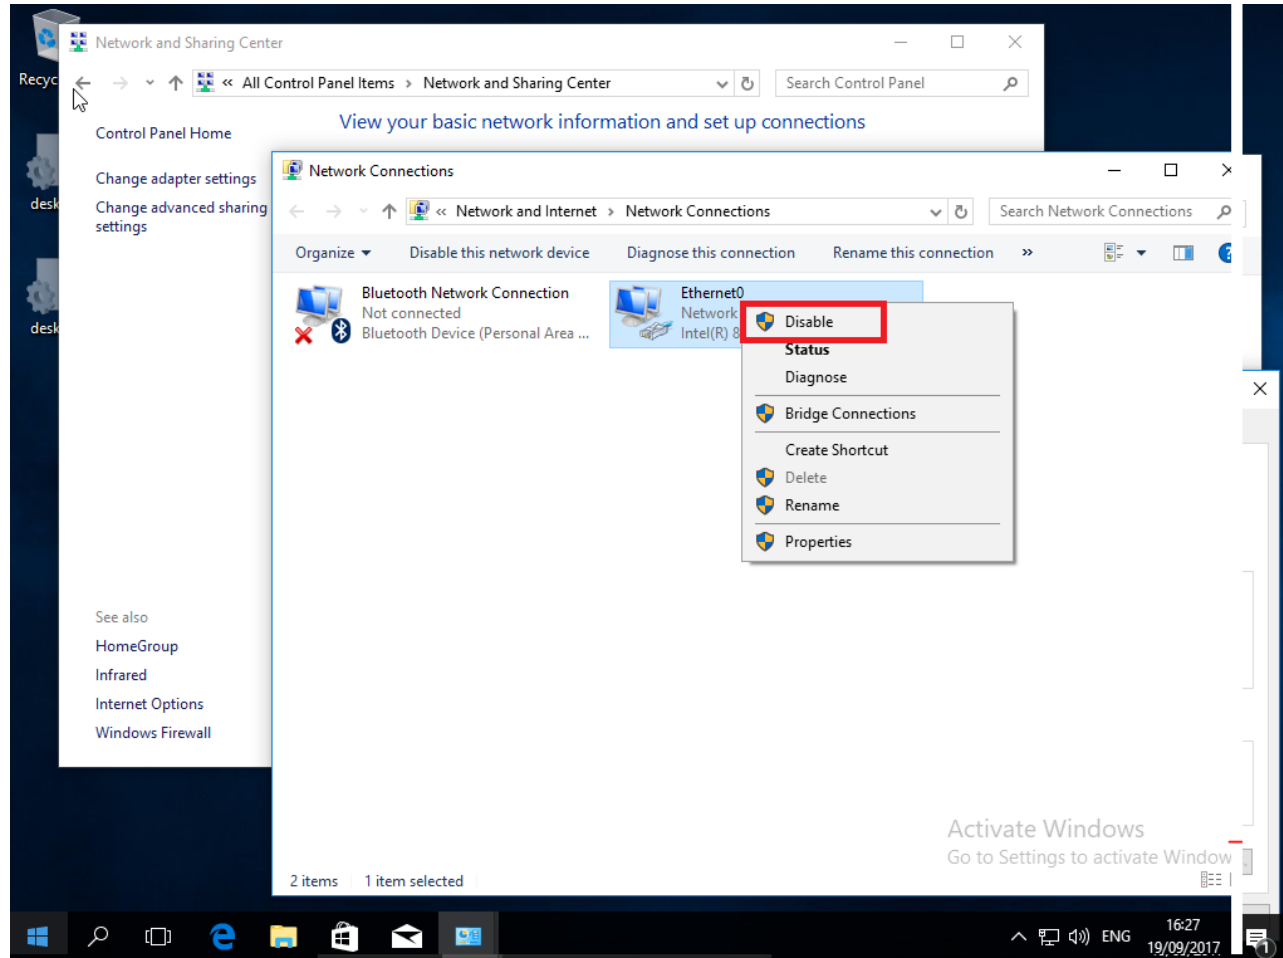 Recyc
desk
desk
Network and Sharing Center
« All Control Panel Items > Network and Sharing Center
Search Control Panel
Control Panel Home
Change adapter settings
Change advanced sharing
settings
See also
HomeGroup
Infrared
Internet Options
Windows Firewall
View your basic network information and set up connections
Network Connections
« Network and Internet > Network Connections
Search Network Connections
Organize
Disable this network device
Diagnose this connection
Rename this connection
»
Bluetooth Network Connection
Not connected
Bluetooth Device (Personal Area ...
Ethernet0
Network
Intel(R) 8
Disable
Status
Diagnose
Bridge Connections
Create Shortcut
Delete
Rename
Properties
Activate Windows
Go to Settings to activate Window
2 items
1 item selected
ENG
16:27
19/09/2017
1